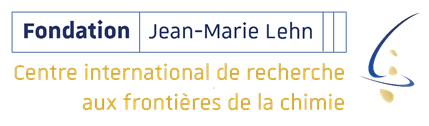 Fondation Jean-Marie Lehn
Centre international de recherche
aux frontières de la chimie